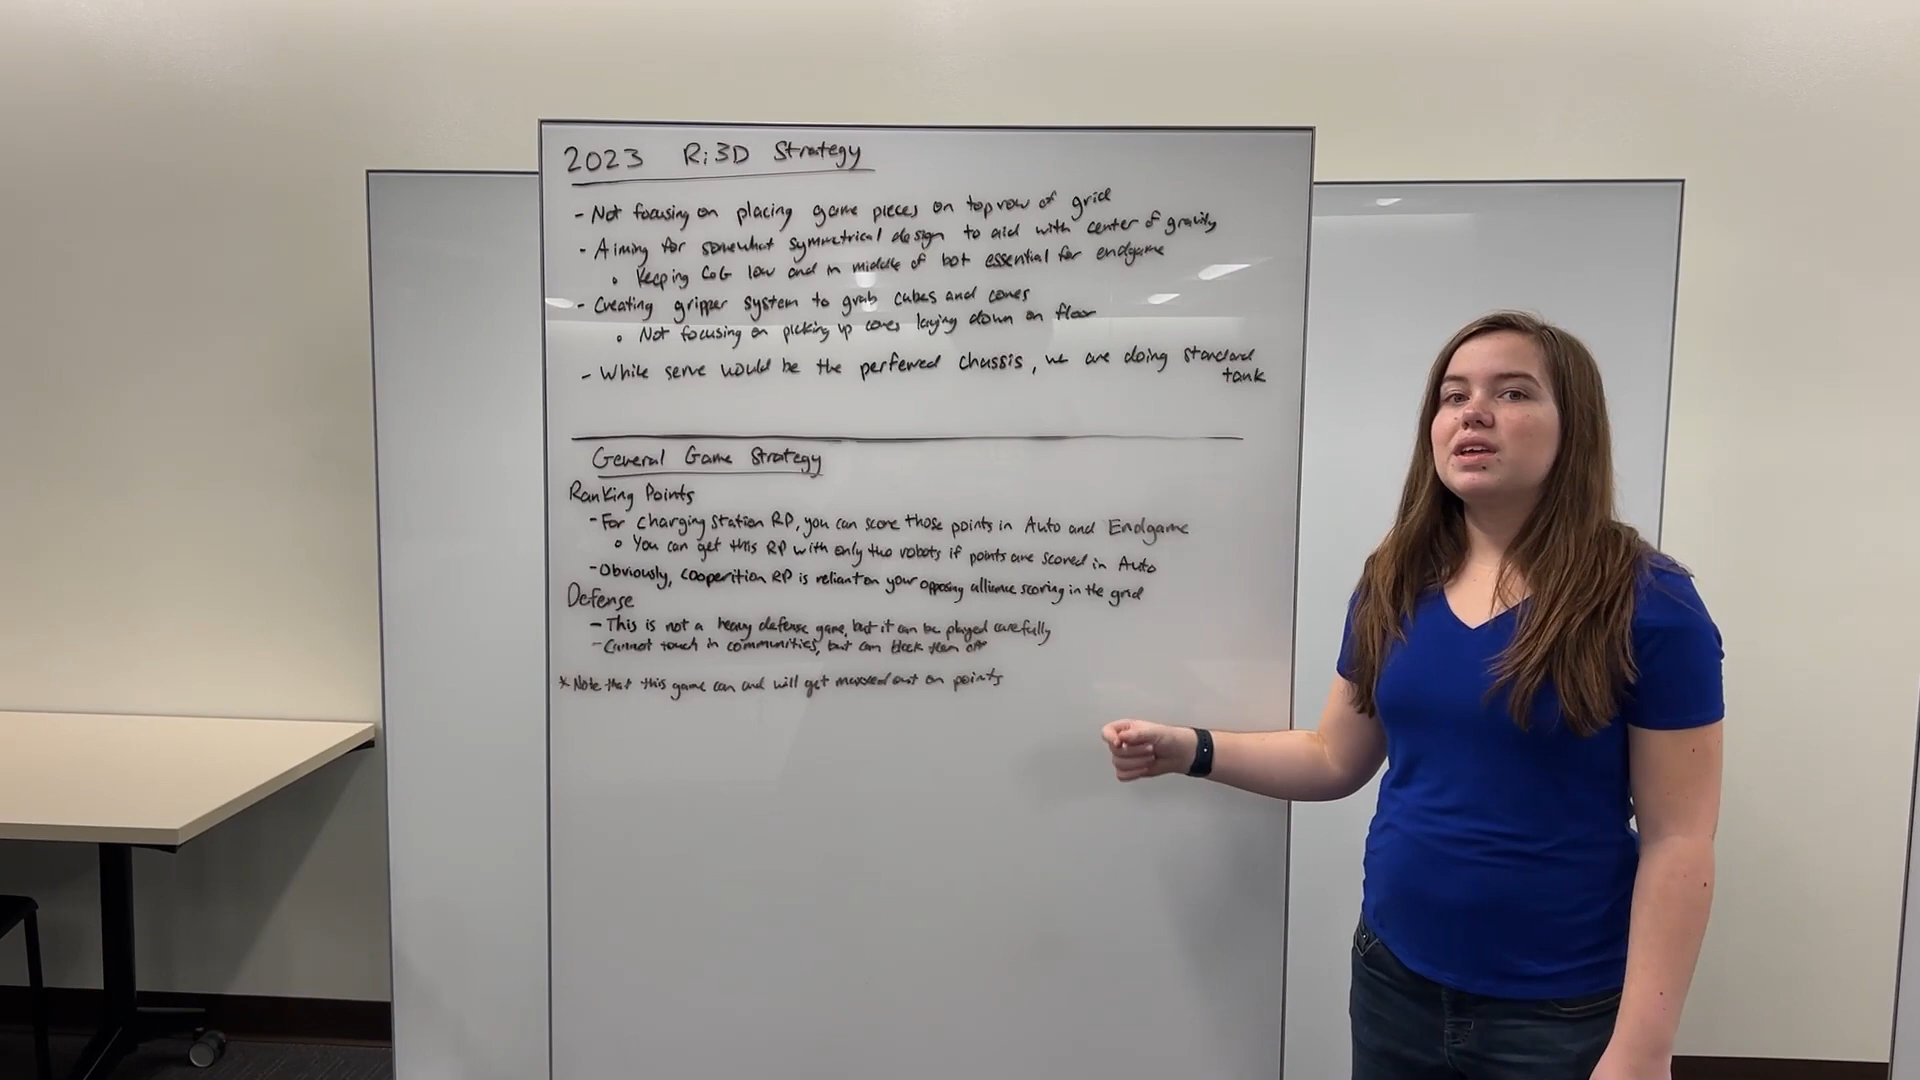 2023 Ri3D Strategy
- Not focusing on placing game pieces on top row of grid
- Aiming for somewhat symmetrical design to aid with center of gravity
o Keeping CoG low and in middle of bot essential for endgame
- Creating gripper system to grab cubes and cones
o Not focusing on picking up cones laying down on floor
- While serve would be the perferred chassis, we are doing standard
tank
General Game Strategy
Ranking Points
- For Charging Station RP, you can score those points in Auto and Endgame
o You can get this RP with only two robots if points are scored in Auto
- Obviously, cooperition RP is reliant on your opposing alliance scoring in the grid
Defense
- This is not a heavy defense game, but it can be played carefully
- Cannot touch in communities, but can block them off
* Note that this game can and will get maxxed out on points